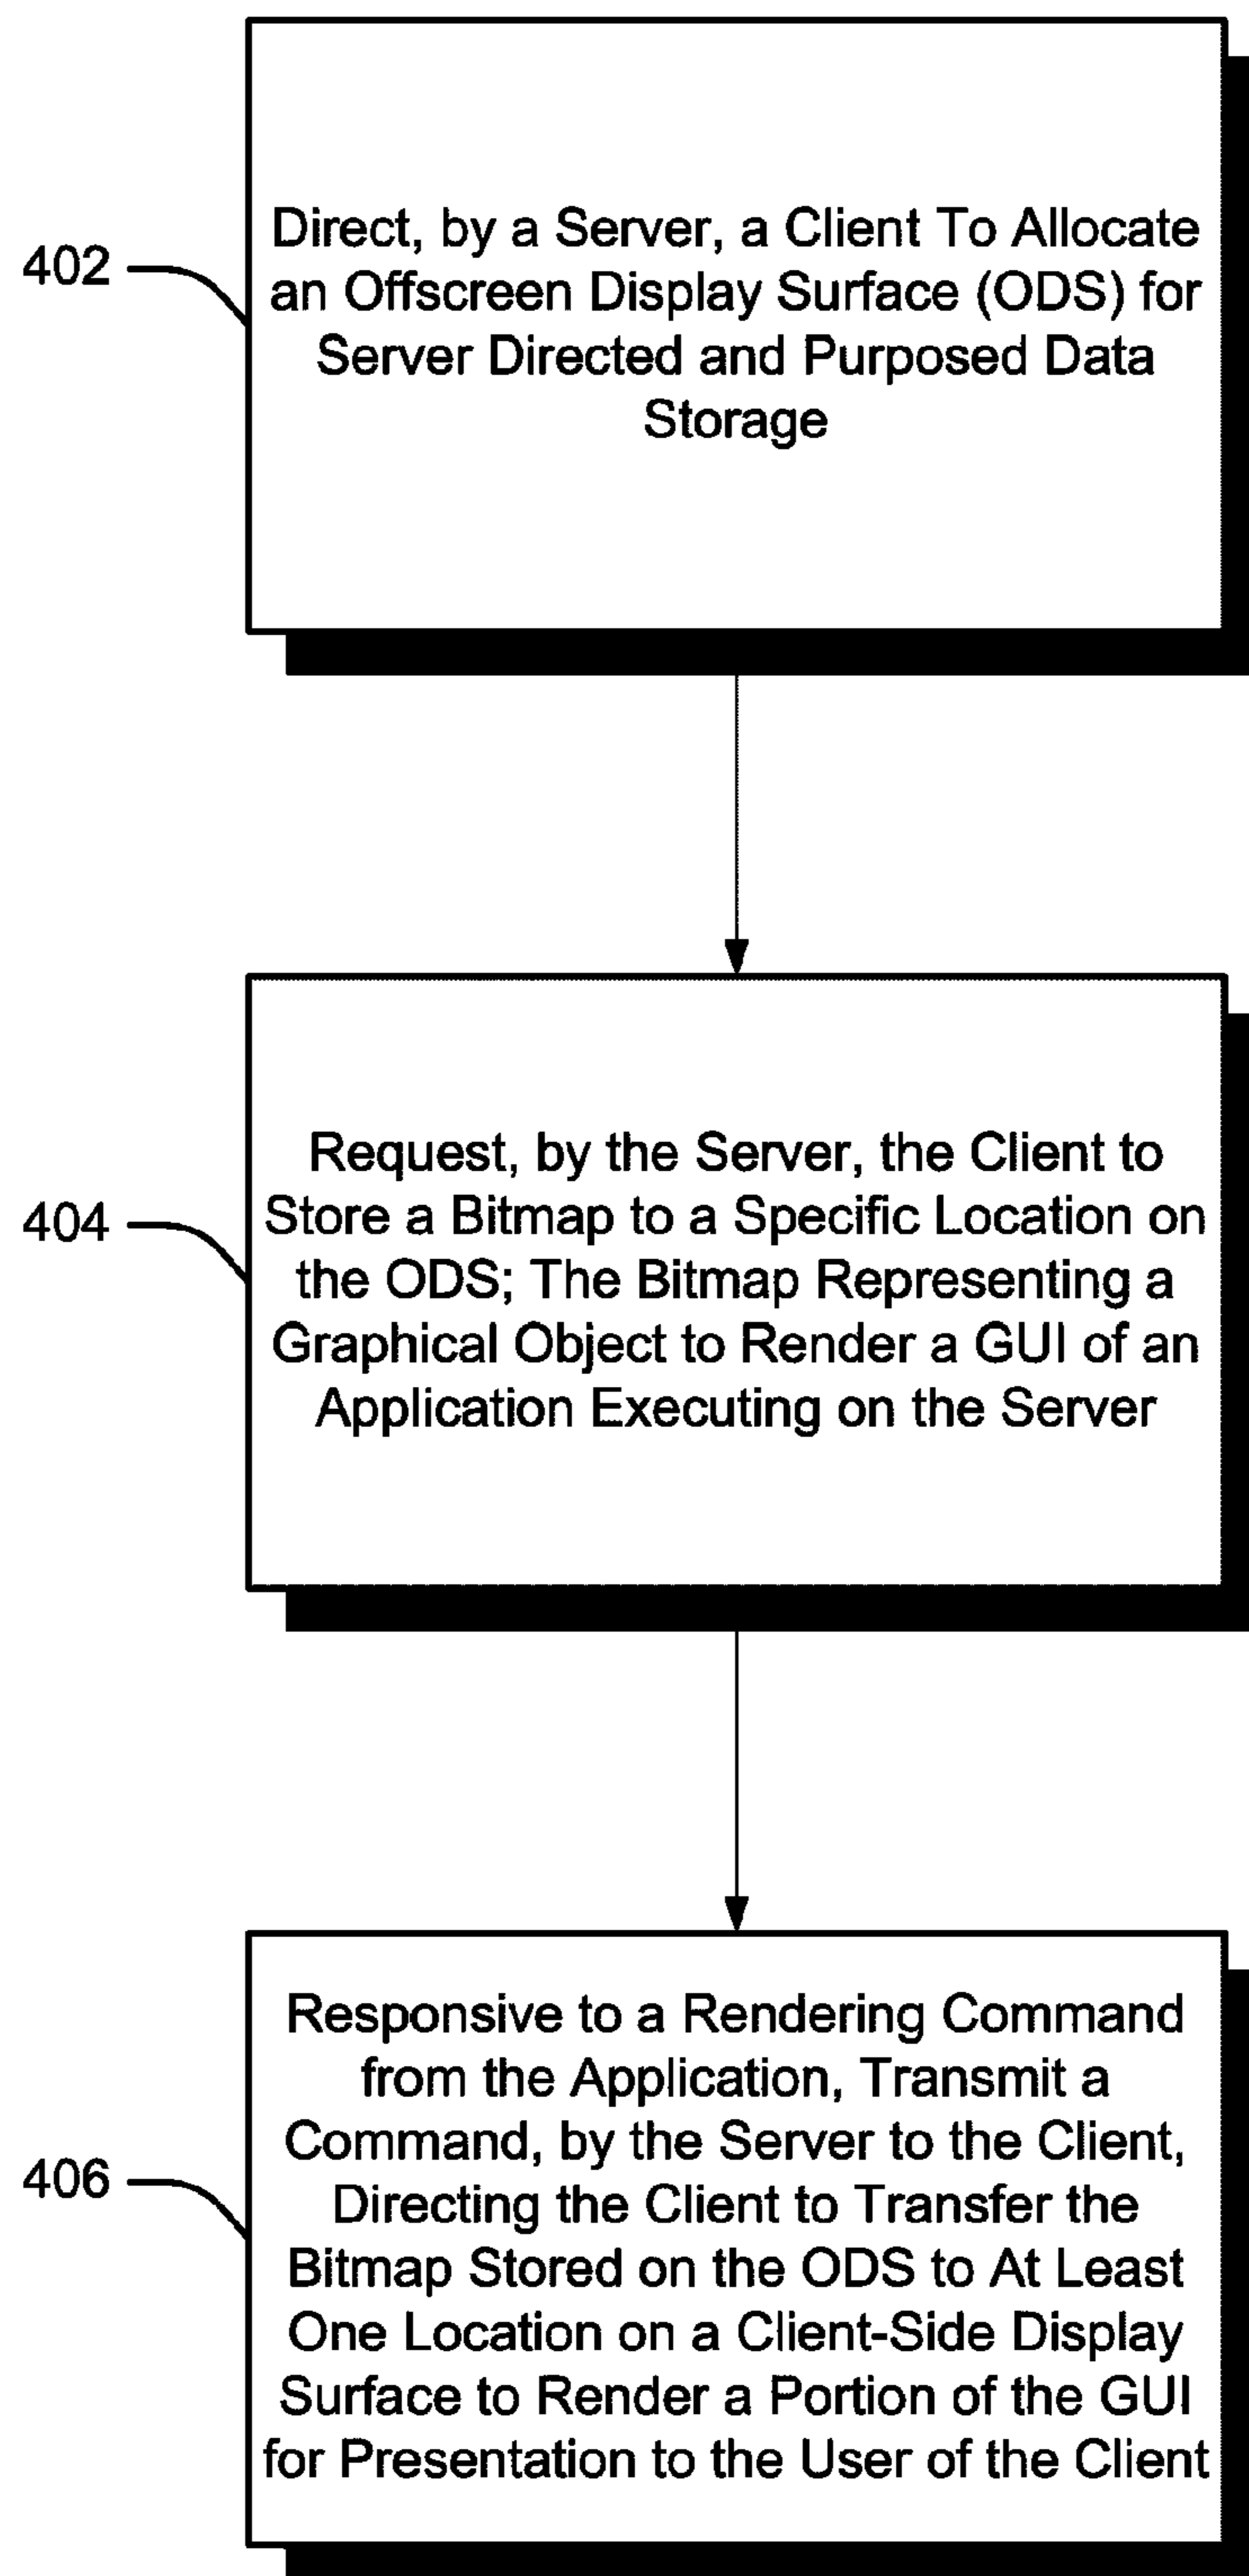 402
Direct, by a Server, a Client To Allocate
an Offscreen Display Surface (ODS) for
Server Directed and Purposed Data
Storage
404
Request, by the Server, the Client to
Store a Bitmap to a Specific Location on
the ODS; The Bitmap Representing a
Graphical Object to Render a GUI of an
Application Executing on the Server
406
Responsive to a Rendering Command
from the Application, Transmit a
Command, by the Server to the Client,
Directing the Client to Transfer the
Bitmap Stored on the ODS to At Least
One Location on a Client-Side Display
Surface to Render a Portion of the GUI
for Presentation to the User of the Client